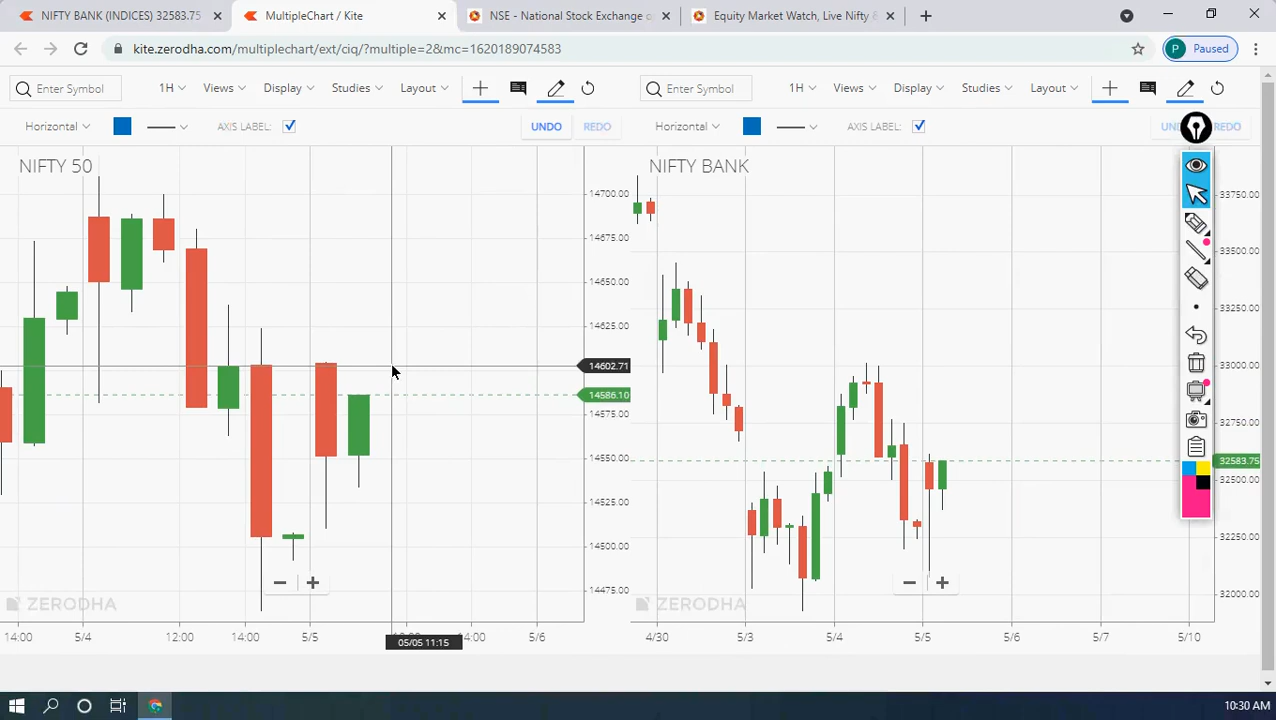 NIFTY BANK (INDICES) 32583.75
MultipleChart / Kite
NSE - National Stock Exchange o
Equity Market Watch, Live Nifty &
kite.zerodha.com/multiplechart/ext/ciq/?multiple=2&mc=1620189074583
P Paused
Enter Symbol 1H Views Display Studies Layout
Enter Symbol 1H Views Display Studies Layout
Horizontal AXIS LABEL: UNDO REDO
Horizontal AXIS LABEL: REDO
NIFTY 50
14700.00
14675.00
14650.00
14625.00
14602.71
14586.10
14575.00
14550.00
14525.00
14500.00
14475.00
ZERODHA
14:00 5/4 12:00 14:00 5/5 14:00 5/6
05/05 11:15
NIFTY BANK
33750.00
33500.00
33250.00
33000.00
32750.00
32583.75
32500.00
32250.00
32000.00
ZERODHA
4/30 5/3 5/4 5/5 5/6 5/7 5/10
10:30 AM